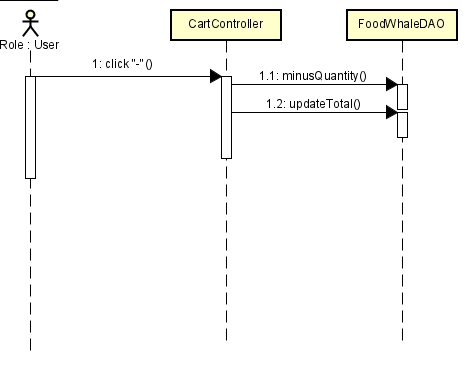 CartController
FoodWhaleDAO
Role : User
1: click "-"()
1.1: minusQuantity()
1.2: updateTotal()